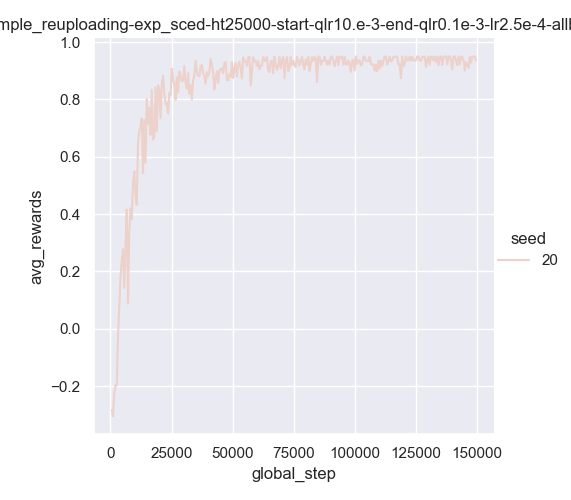 mple_reuploading-exp_sced-ht25000-start-qlr10.e-3-end-qlr0.1e-3-lr2.5e-4-allb
1.0
0.8
0.6
0.4
0.2
0.0
−0.2
avg_rewards
0 25000 50000 75000 100000 125000 150000
global_step
seed
20